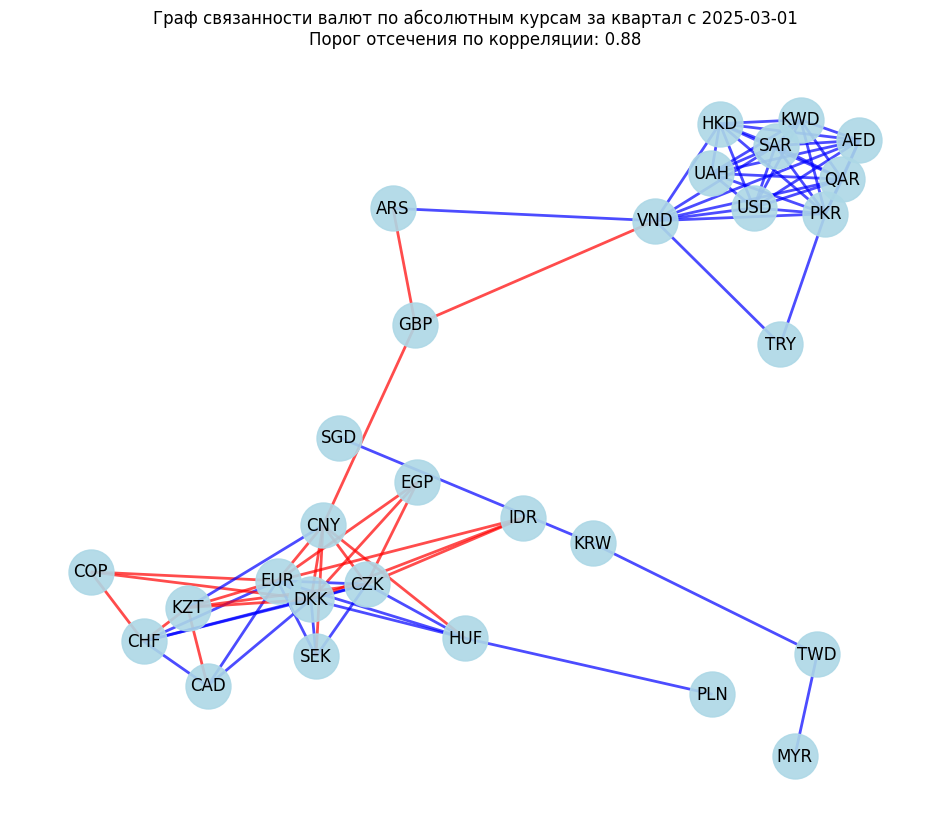 Граф связанности валют по абсолютным курсам за квартал с 2025-03-01
Порог отсечения по корреляции: 0.88
HKD
KWD
AED
SAR
UAH
QAR
USD
PKR
ARS
VND
GBP
TRY
SGD
EGP
IDR
CNY
KRW
COP
EUR
CZK
DKK
KZT
CHF
HUF
SEK
TWD
CAD
PLN
MYR